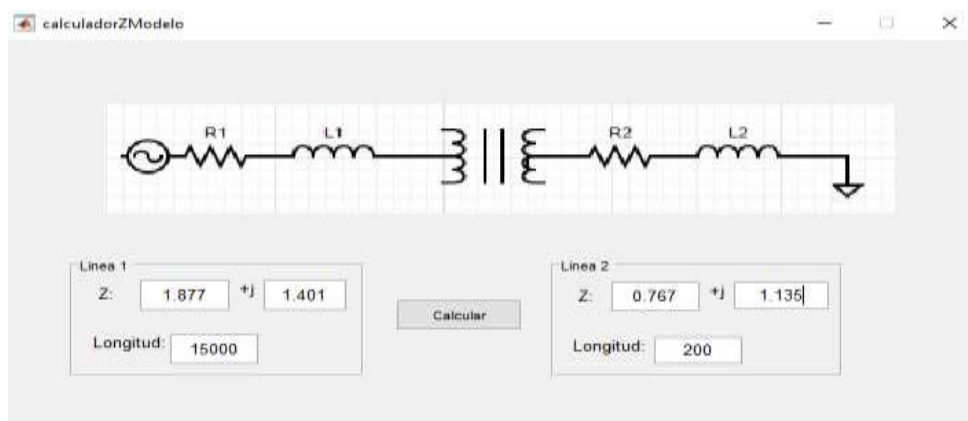 calculadorZModelo
R1 L1 R2 L2
Linea 1
Z: 1.877 +j 1.401
Longitud: 15000
Calcular
Linea 2
Z: 0.767 +j 1.135
Longitud: 200